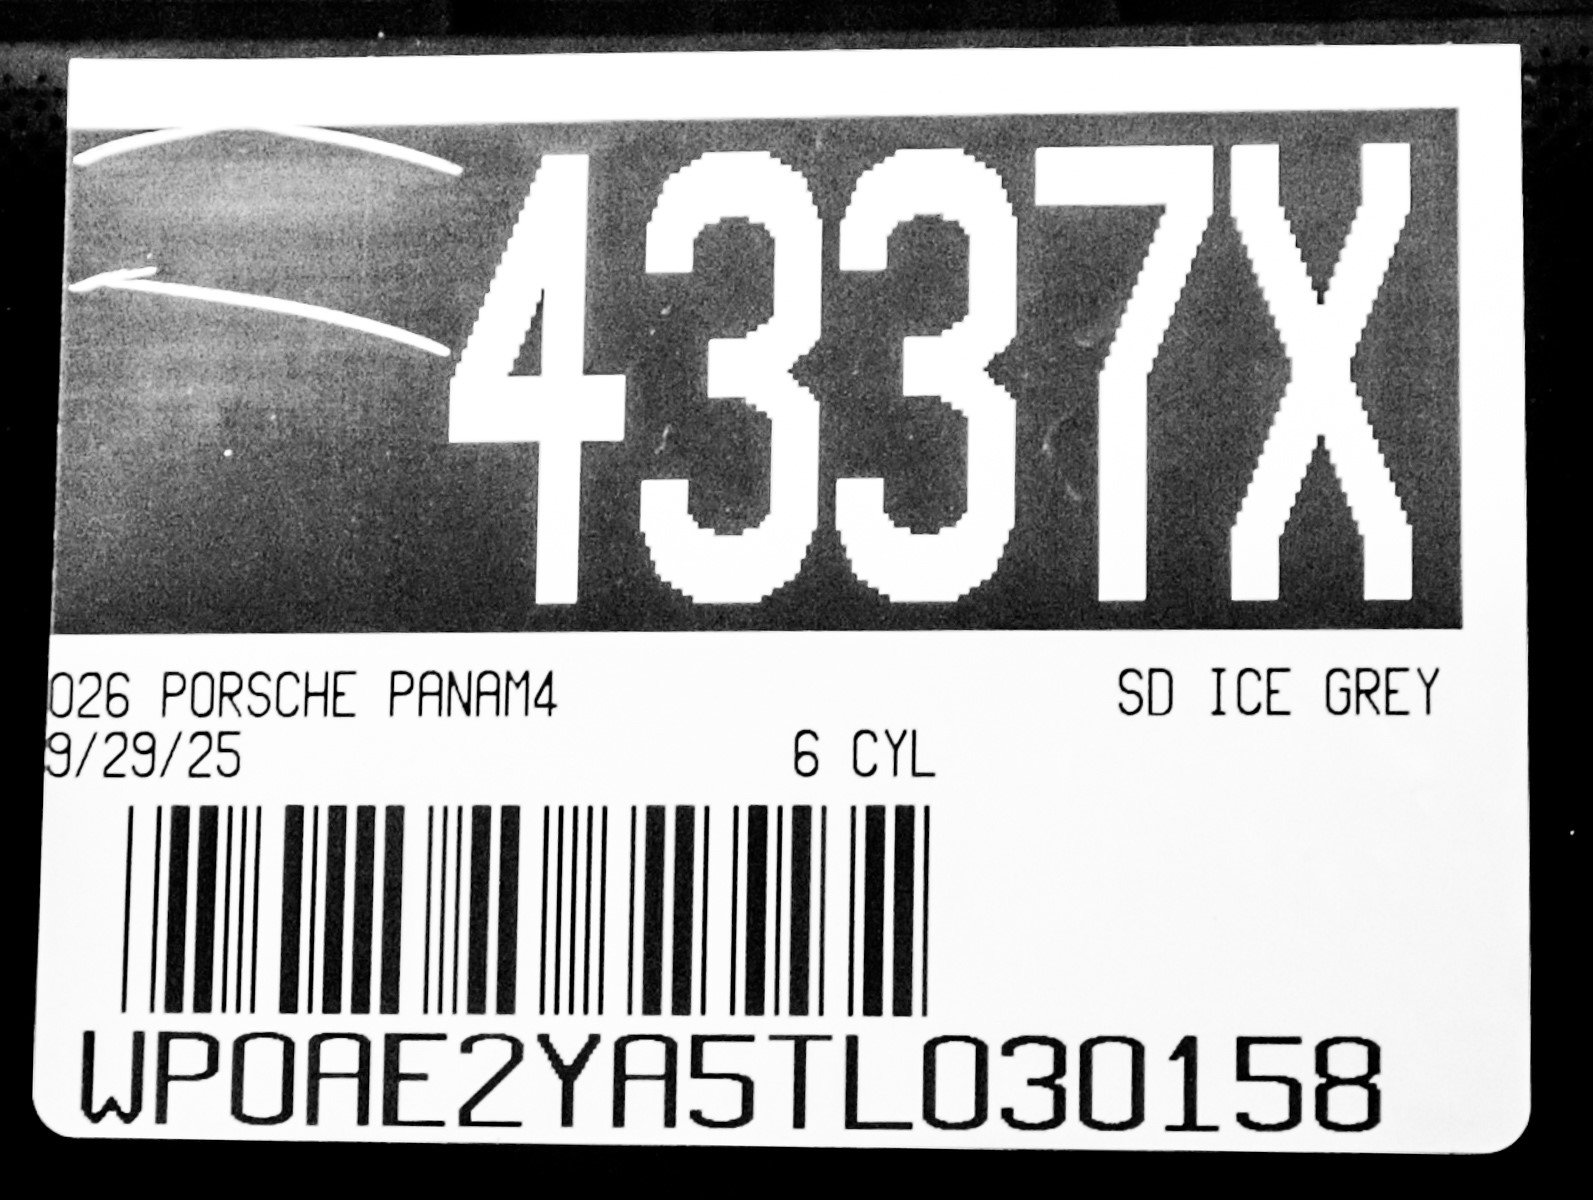 4337X
026 PORSCHE PANAM4 SD ICE GREY
9/29/25 6 CYL
WP0AE2YA5TL030158